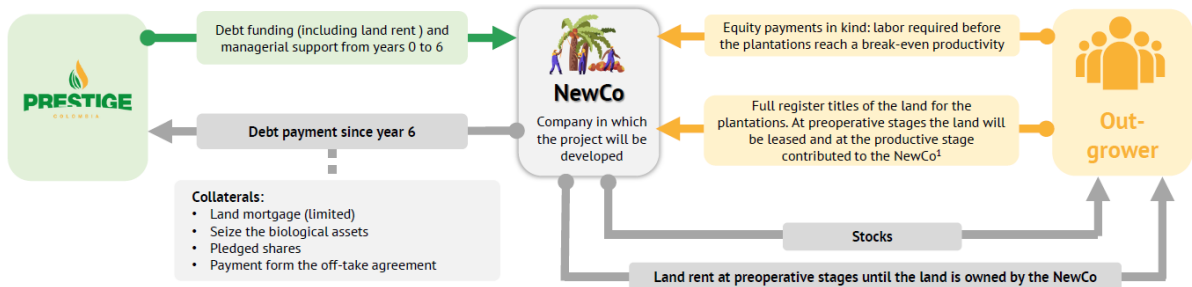 Debt funding (including land rent ) and
managerial support from years 0 to 6
Equity payments in kind: labor required before
the plantations reach a break-even productivity
PRESTIGE
COLOMBIA
NewCo
Company in which
the project will be
developed
Debt payment since year 6
Full register titles of the land for the
plantations. At preoperative stages the land will
be leased and at the productive stage
contributed to the NewCo¹
Out-
grower
Collaterals:
• Land mortgage (limited)
• Seize the biological assets
• Pledged shares
• Payment form the off-take agreement
Stocks
Land rent at preoperative stages until the land is owned by the NewCo